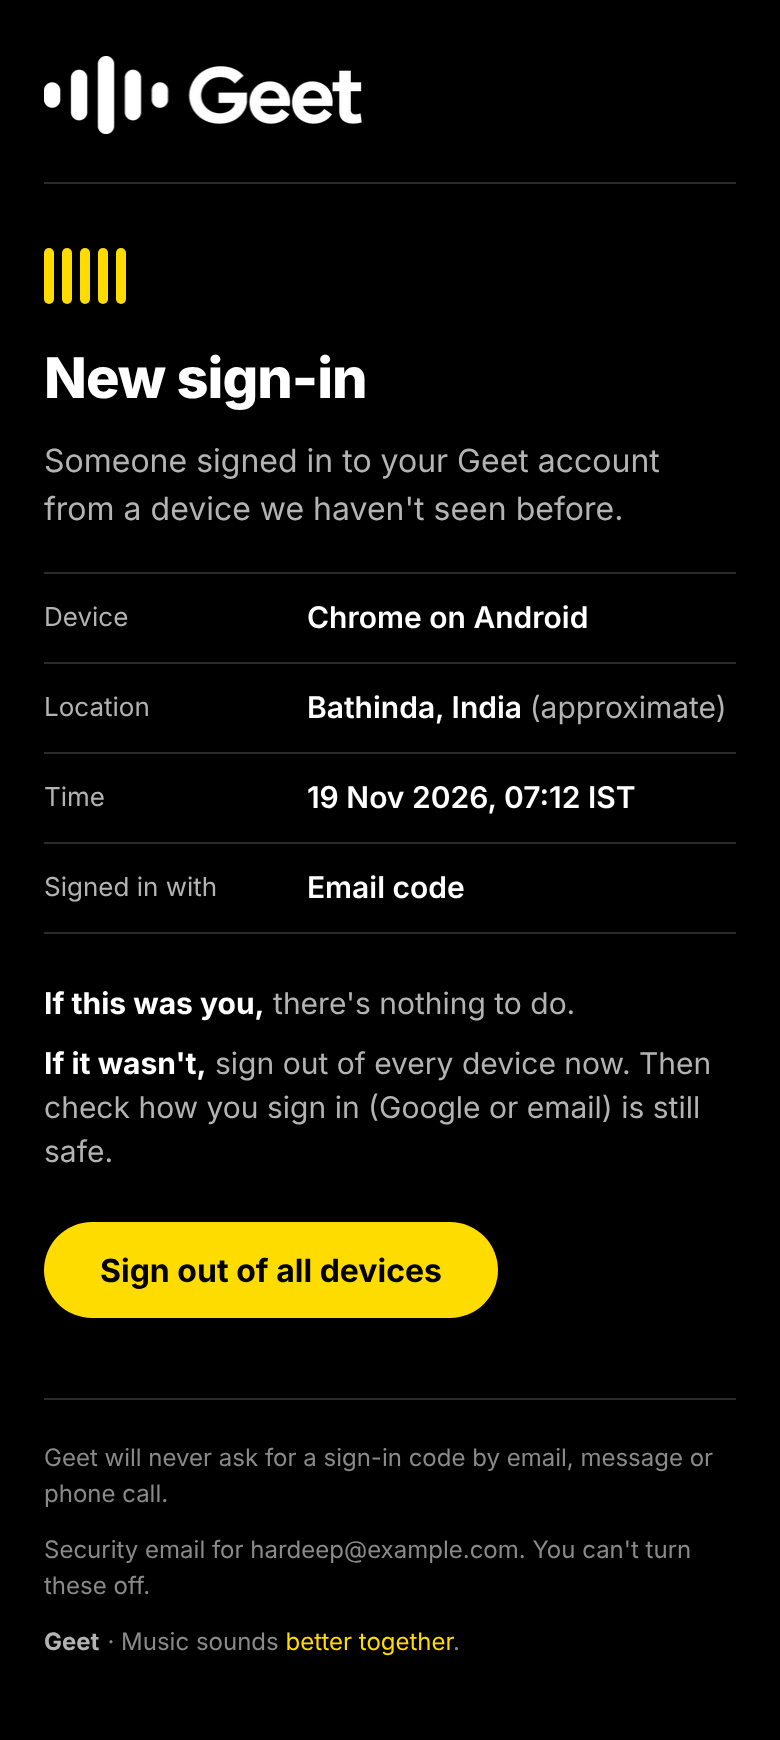 Geet
New sign-in
Someone signed in to your Geet account
from a device we haven't seen before.
Device Chrome on Android
Location Bathinda, India (approximate)
Time 19 Nov 2026, 07:12 IST
Signed in with Email code
If this was you, there's nothing to do.
If it wasn't, sign out of every device now. Then
check how you sign in (Google or email) is still
safe.
Sign out of all devices
Geet will never ask for a sign-in code by email, message or
phone call.
Security email for hardeep@example.com. You can't turn
these off.
Geet · Music sounds better together.